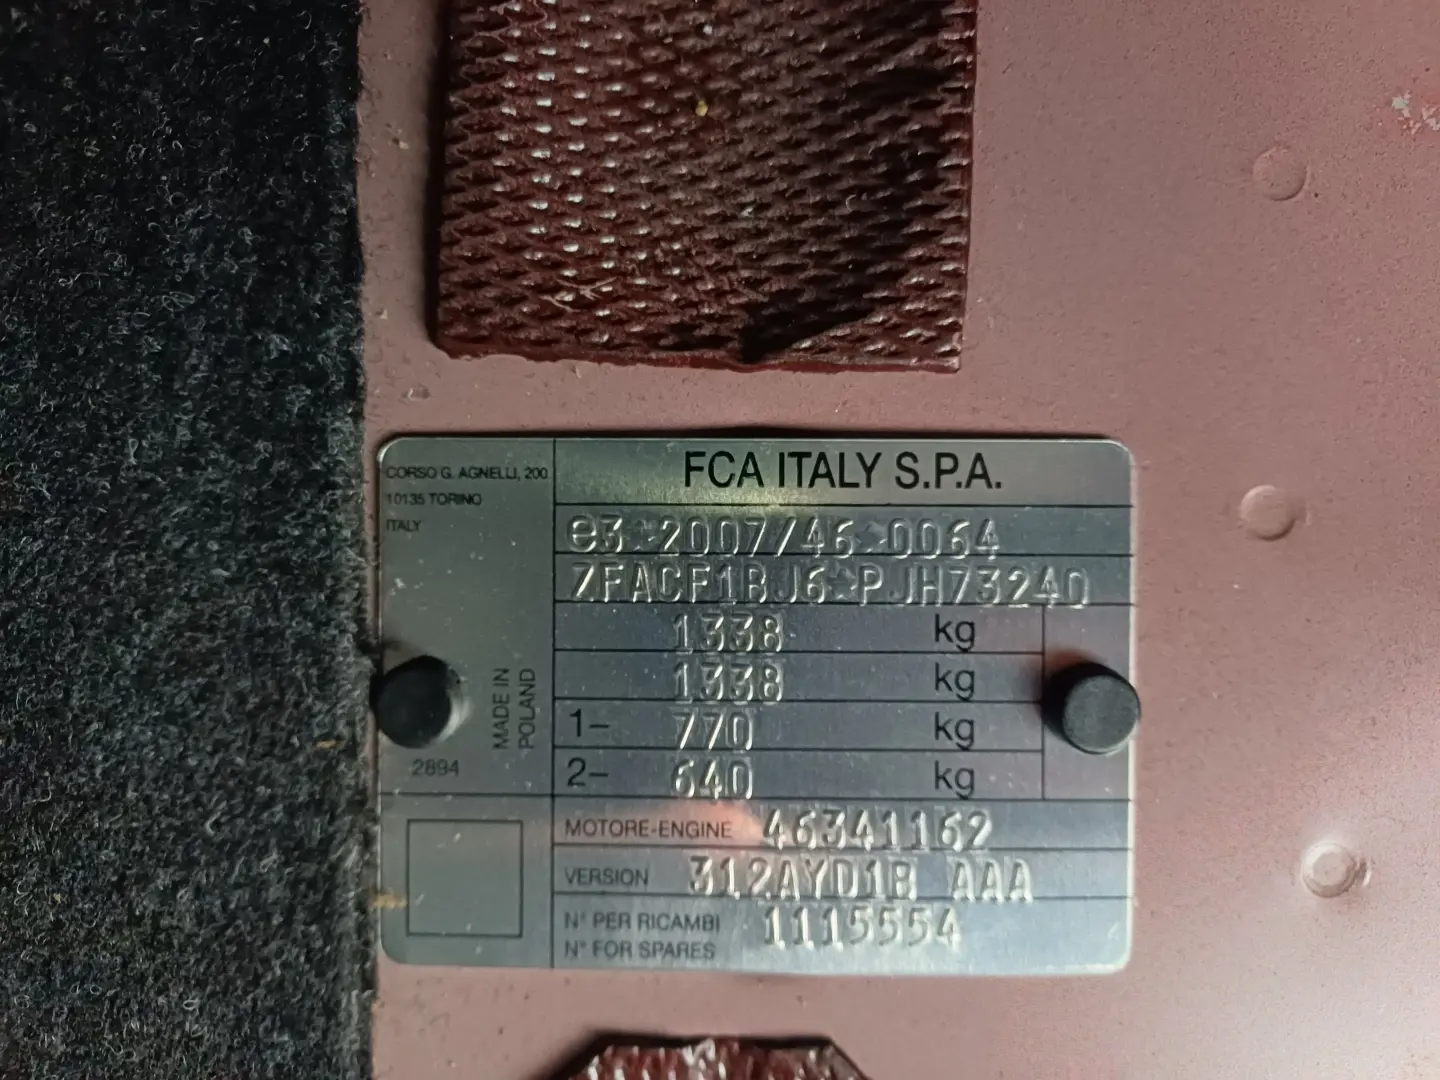 CORSO G. AGNELLI, 200
10135 TORINO
ITALY
MADE IN
POLAND
2894
FCA ITALY S.P.A.
e3*2007/46*0064
ZFACF1BJ6*PJH73240
1338 kg
1338 kg
1- 770 kg
2- 640 kg
MOTORE-ENGINE 46341162
VERSION 312AYD1B AAA
N° PER RICAMBI 1115554
N° FOR SPARES